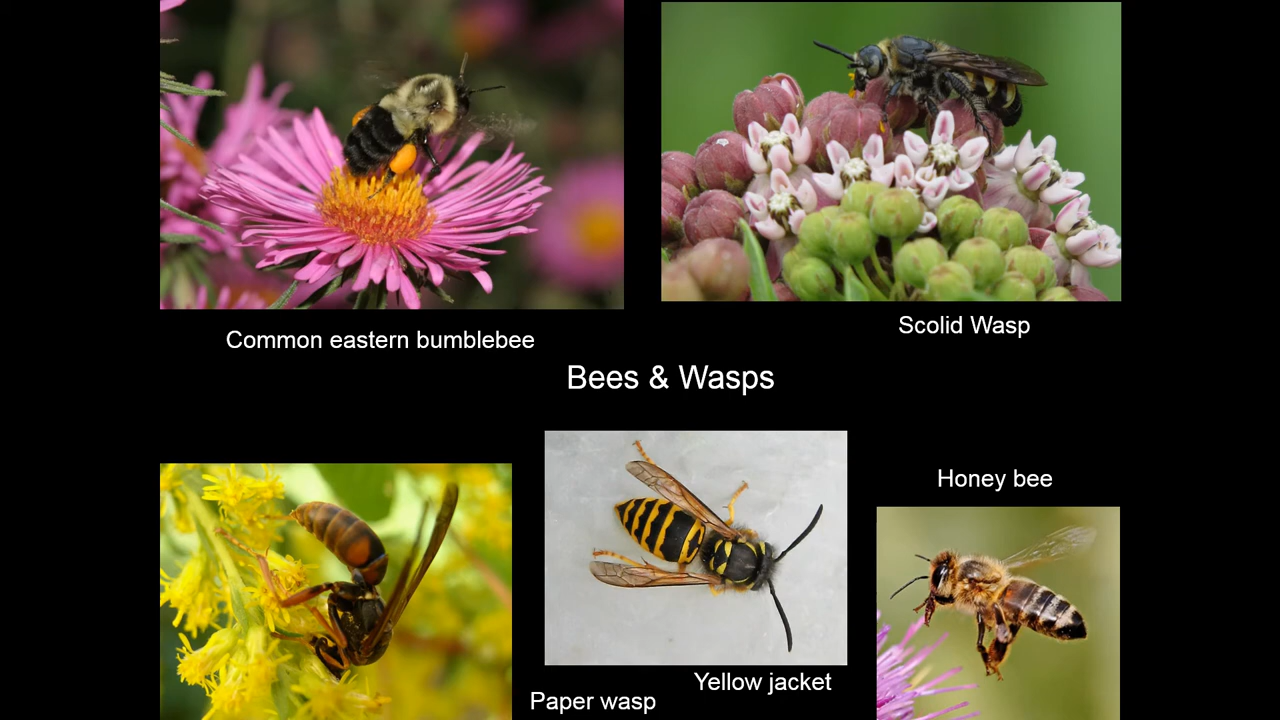 Common eastern bumblebee
Scolid Wasp
Bees & Wasps
Honey bee
Yellow jacket
Paper wasp